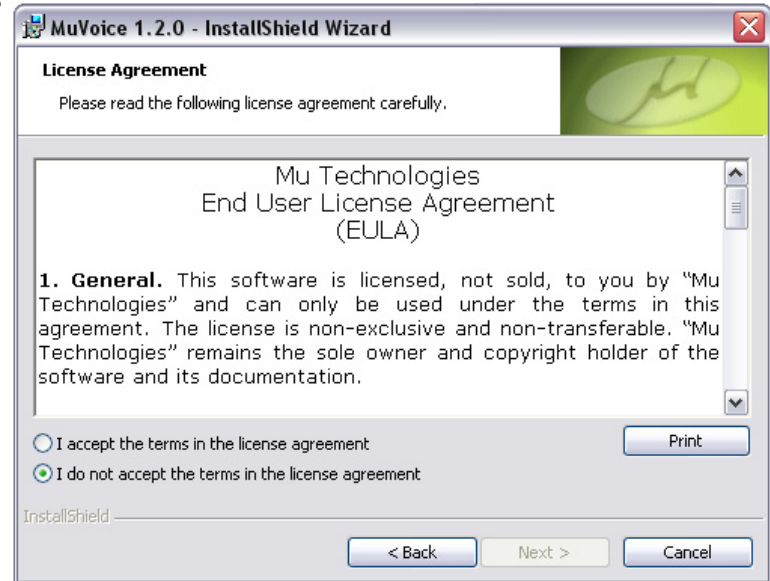 MuVoice 1.2.0 - InstallShield Wizard
License Agreement
Please read the following license agreement carefully.
Mu Technologies
End User License Agreement
(EULA)
1. General. This software is licensed, not sold, to you by “Mu
Technologies” and can only be used under the terms in this
agreement. The license is non-exclusive and non-transferable. “Mu
Technologies” remains the sole owner and copyright holder of the
software and its documentation.
I accept the terms in the license agreement
Print
I do not accept the terms in the license agreement
InstallShield
< Back
Next >
Cancel